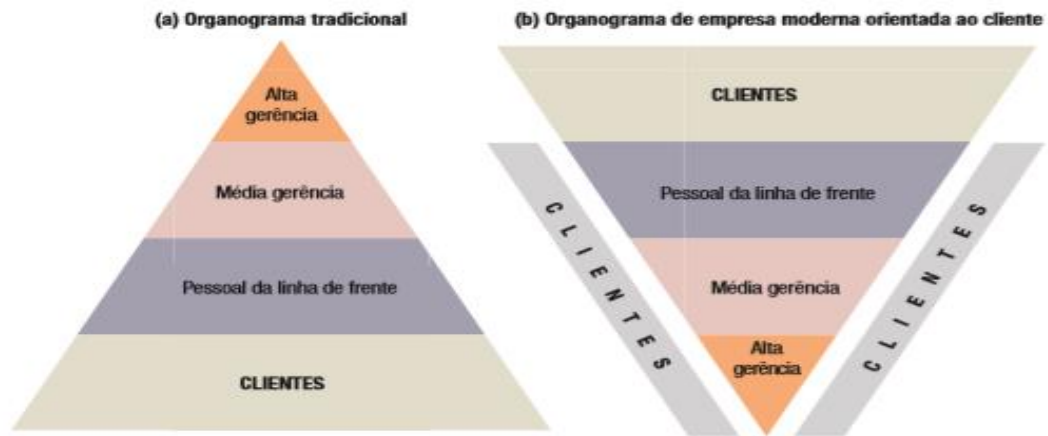 (a) Organograma tradicional
Alta
gerência
Média gerência
Pessoal da linha de frente
CLIENTES
(b) Organograma de empresa moderna orientada ao cliente
CLIENTES
Pessoal da linha de frente
Média gerência
Alta
gerência
CLIENTES
CLIENTES